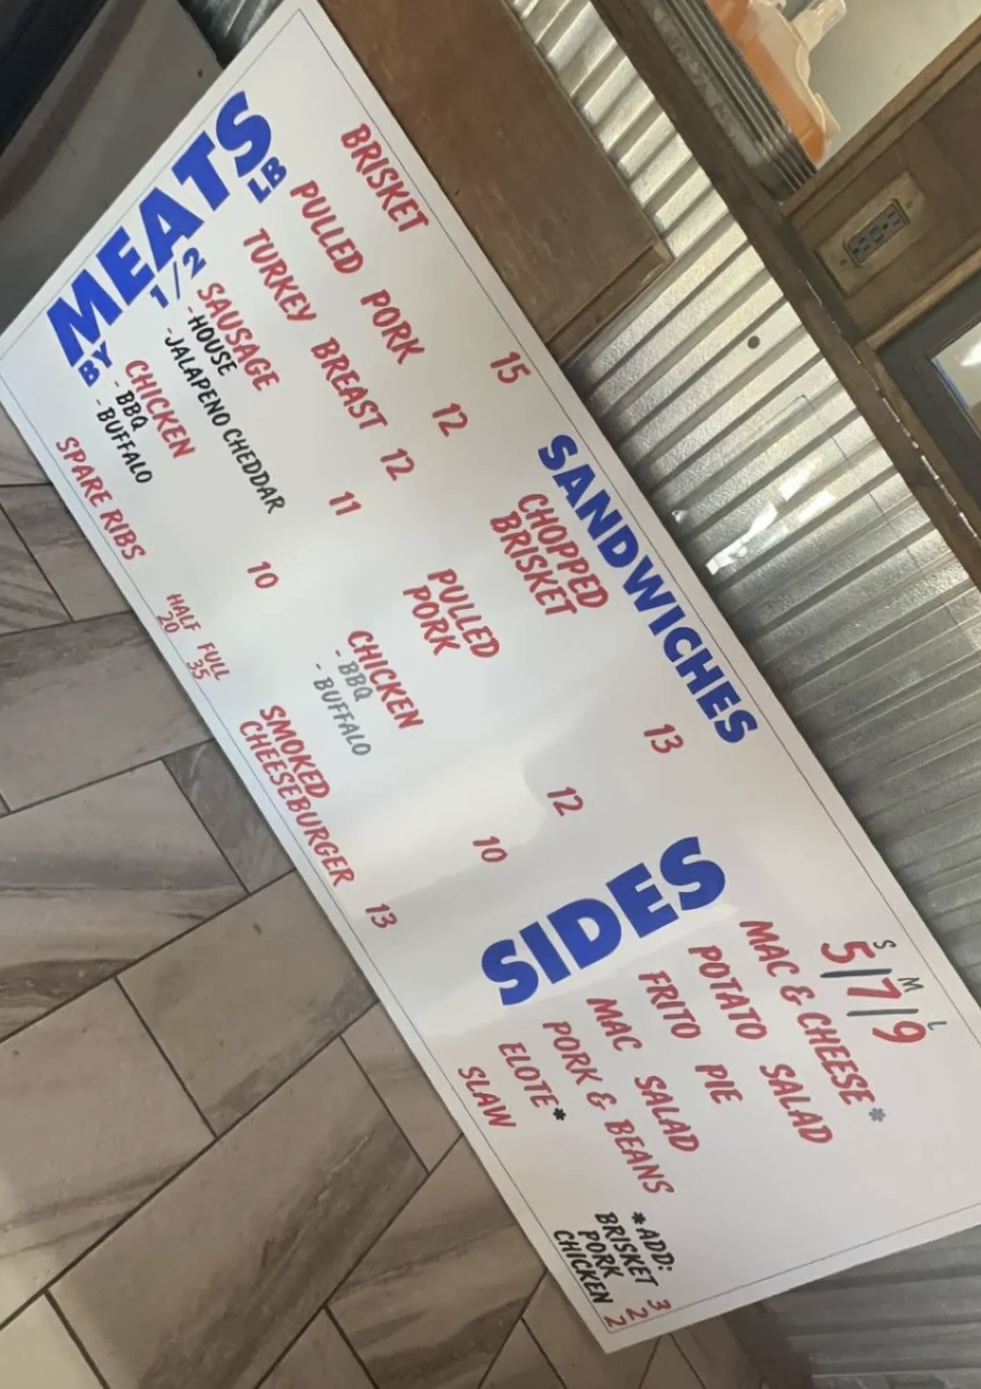 MEATS
BY 1/2 LB
BRISKET 15
PULLED PORK 12
TURKEY BREAST 12
SAUSAGE 11
- HOUSE
-JALAPENO CHEDDAR
CHICKEN 10
- BBQ
- BUFFALO
SPARE RIBS
HALF FULL
20 35
SANDWICHES
CHOPPED
BRISKET 13
PULLED
PORK 12
CHICKEN 10
- BBQ
- BUFFALO
SMOKED
CHEESEBURGER 13
SIDES
S M L
5/7/9
MAC & CHEESE*
POTATO SALAD
FRITO PIE
MAC SALAD
PORK & BEANS
ELOTE*
SLAW
*ADD:
BRISKET 3
PORK 2
CHICKEN 2